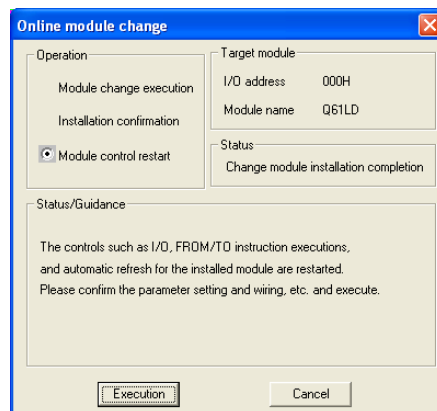 Online module change
Operation
Module change execution
Installation confirmation
Module control restart
Target module
I/O address 000H
Module name Q61LD
Status
Change module installation completion
Status/Guidance
The controls such as I/O, FROM/TO instruction executions,
and automatic refresh for the installed module are restarted.
Please confirm the parameter setting and wiring, etc. and execute.
Execution
Cancel